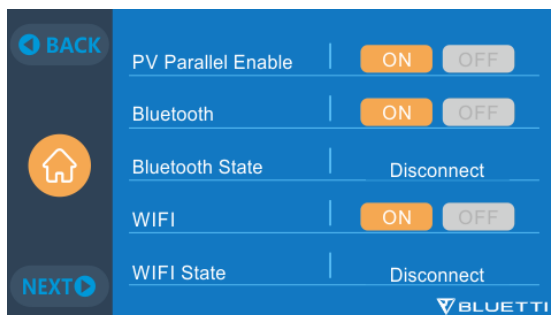 BACK
PV Parallel Enable ON OFF
Bluetooth ON OFF
Bluetooth State Disconnect
WIFI ON OFF
WIFI State Disconnect
NEXT
BLUETTI